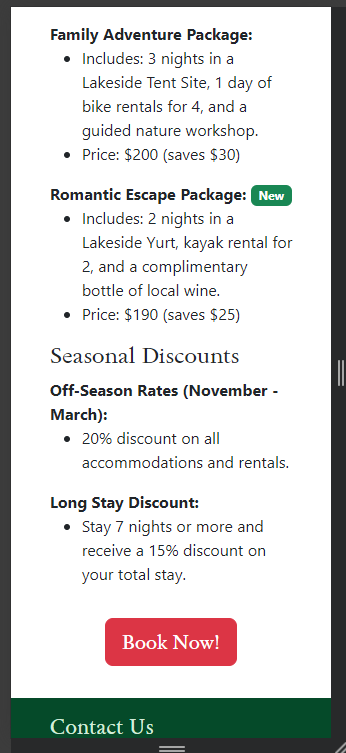 Family Adventure Package:
• Includes: 3 nights in a
Lakeside Tent Site, 1 day of
bike rentals for 4, and a
guided nature workshop.
• Price: $200 (saves $30)
Romantic Escape Package: New
• Includes: 2 nights in a
Lakeside Yurt, kayak rental for
2, and a complimentary
bottle of local wine.
• Price: $190 (saves $25)
Seasonal Discounts
Off-Season Rates (November -
March):
• 20% discount on all
accommodations and rentals.
Long Stay Discount:
• Stay 7 nights or more and
receive a 15% discount on
your total stay.
Book Now!
Contact Us